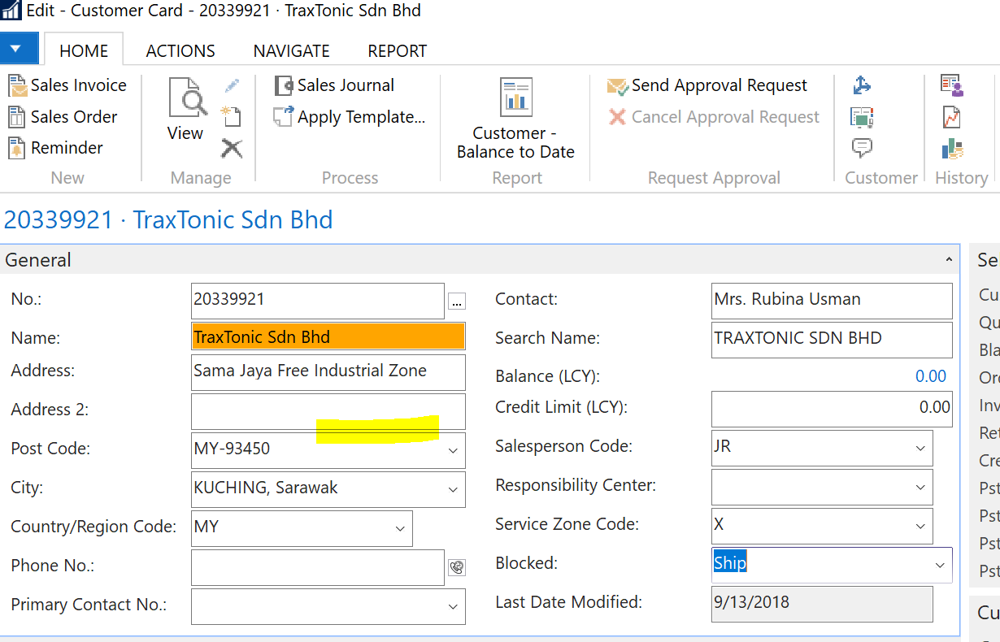 Edit - Customer Card - 20339921 · TraxTonic Sdn Bhd
HOME ACTIONS NAVIGATE REPORT
Sales Invoice
Sales Order
Reminder
New
View
Manage
Sales Journal
Apply Template...
Process
Customer -
Balance to Date
Report
Send Approval Request
Cancel Approval Request
Request Approval
Customer
History
20339921 · TraxTonic Sdn Bhd
General
No.: 20339921 ...
Name: TraxTonic Sdn Bhd
Address: Sama Jaya Free Industrial Zone
Address 2:
Post Code: MY-93450
City: KUCHING, Sarawak
Country/Region Code: MY
Phone No.:
Primary Contact No.:
Contact: Mrs. Rubina Usman
Search Name: TRAXTONIC SDN BHD
Balance (LCY): 0.00
Credit Limit (LCY): 0.00
Salesperson Code: JR
Responsibility Center:
Service Zone Code: X
Blocked: Ship
Last Date Modified: 9/13/2018
Se
Cu
Qu
Bla
Ord
Inv
Ret
Cre
Pst
Pst
Pst
Pst
Cu